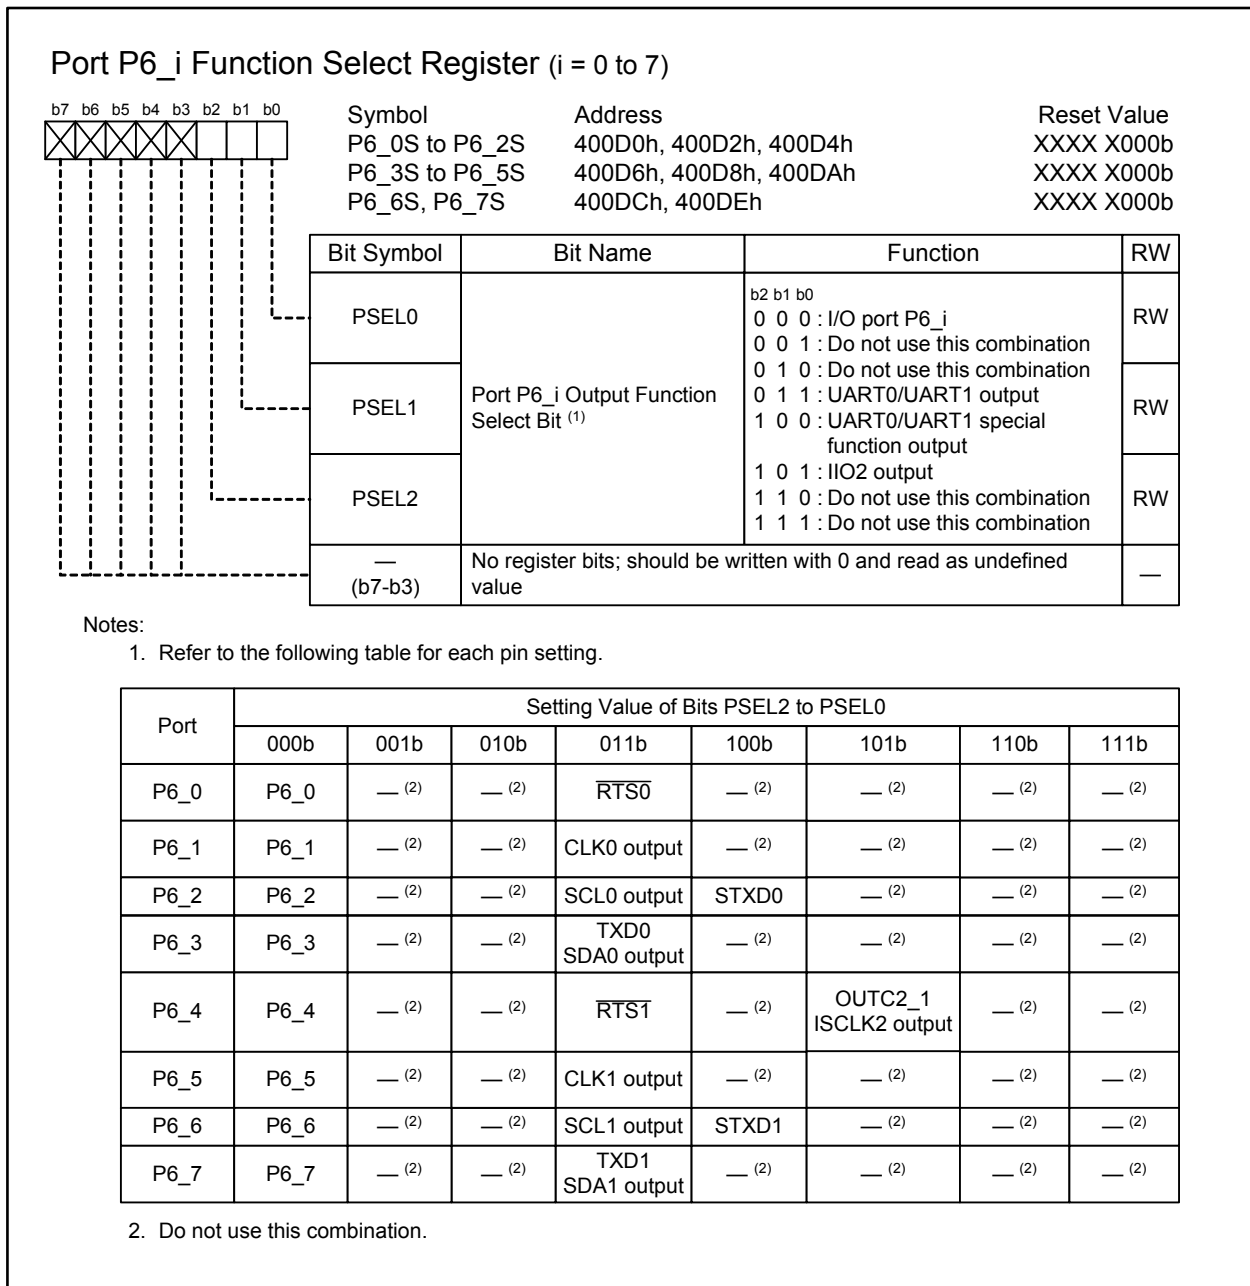 Port P6_i Function Select Register (i = 0 to 7)
b7 b6 b5 b4 b3 b2 b1 b0
Symbol Address Reset Value
P6_0S to P6_2S 400D0h, 400D2h, 400D4h XXXX X000b
P6_3S to P6_5S 400D6h, 400D8h, 400DAh XXXX X000b
P6_6S, P6_7S 400DCh, 400DEh XXXX X000b
Bit Symbol Bit Name Function RW
PSEL0 RW
PSEL1 RW
PSEL2 RW
Port P6_i Output Function
Select Bit (1)
b2 b1 b0
0 0 0 : I/O port P6_i
0 0 1 : Do not use this combination
0 1 0 : Do not use this combination
0 1 1 : UART0/UART1 output
1 0 0 : UART0/UART1 special
function output
1 0 1 : IIO2 output
1 1 0 : Do not use this combination
1 1 1 : Do not use this combination
—
(b7-b3)
No register bits; should be written with 0 and read as undefined
value
—
Notes:
1. Refer to the following table for each pin setting.
Port Setting Value of Bits PSEL2 to PSEL0
000b 001b 010b 011b 100b 101b 110b 111b
P6_0 P6_0 — (2) — (2) RTS0 — (2) — (2) — (2) — (2)
P6_1 P6_1 — (2) — (2) CLK0 output — (2) — (2) — (2) — (2)
P6_2 P6_2 — (2) — (2) SCL0 output STXD0 — (2) — (2) — (2)
P6_3 P6_3 — (2) — (2) TXD0 SDA0 output — (2) — (2) — (2) — (2)
P6_4 P6_4 — (2) — (2) RTS1 — (2) OUTC2_1 ISCLK2 output — (2) — (2)
P6_5 P6_5 — (2) — (2) CLK1 output — (2) — (2) — (2) — (2)
P6_6 P6_6 — (2) — (2) SCL1 output STXD1 — (2) — (2) — (2)
P6_7 P6_7 — (2) — (2) TXD1 SDA1 output — (2) — (2) — (2) — (2)
2. Do not use this combination.